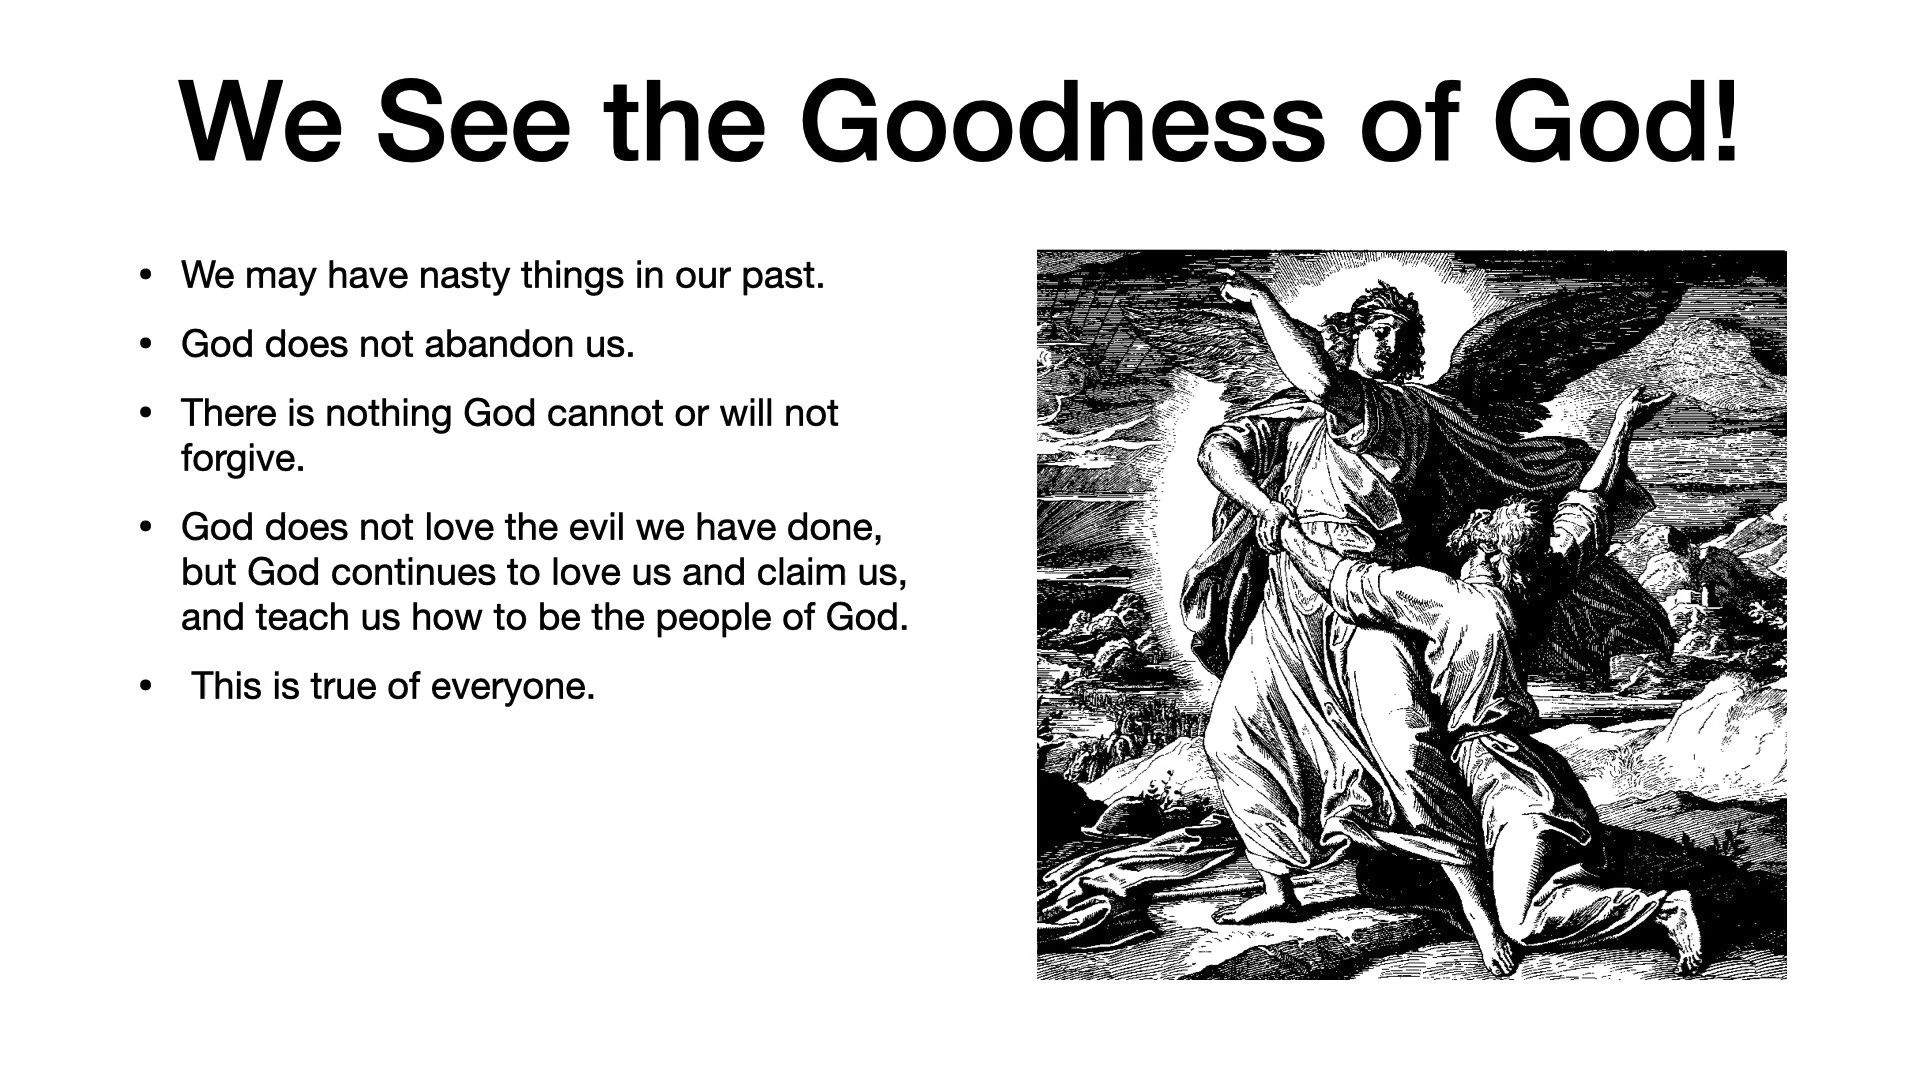 We See the Goodness of God!
• We may have nasty things in our past.
• God does not abandon us.
• There is nothing God cannot or will not
forgive.
• God does not love the evil we have done,
but God continues to love us and claim us,
and teach us how to be the people of God.
• This is true of everyone.